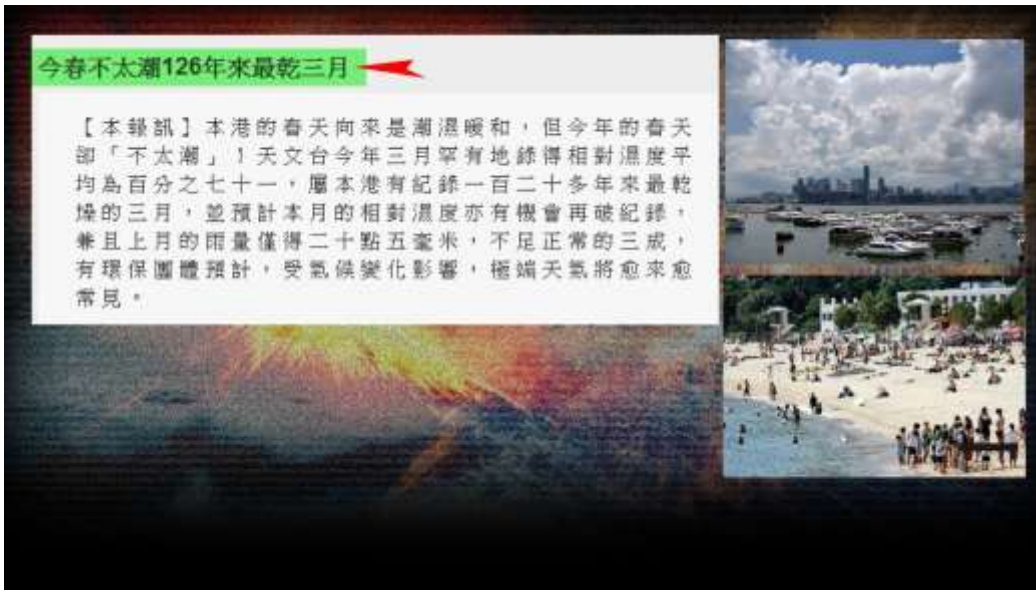 今春不太潮126年來最乾三月
【本報訊】本港的春天向來是潮濕暖和，但今年的春天
卻「不太潮」！天文台今年三月罕有地錄得相對濕度平
均為百分之七十一，屬本港有紀錄一百二十多年來最乾
燥的三月，並預計本月的相對濕度亦有機會再破紀錄，
兼且上月的雨量僅得二十點五毫米，不足正常的三成，
有環保團體預計，受氣候變化影響，極端天氣將愈來愈
常見。